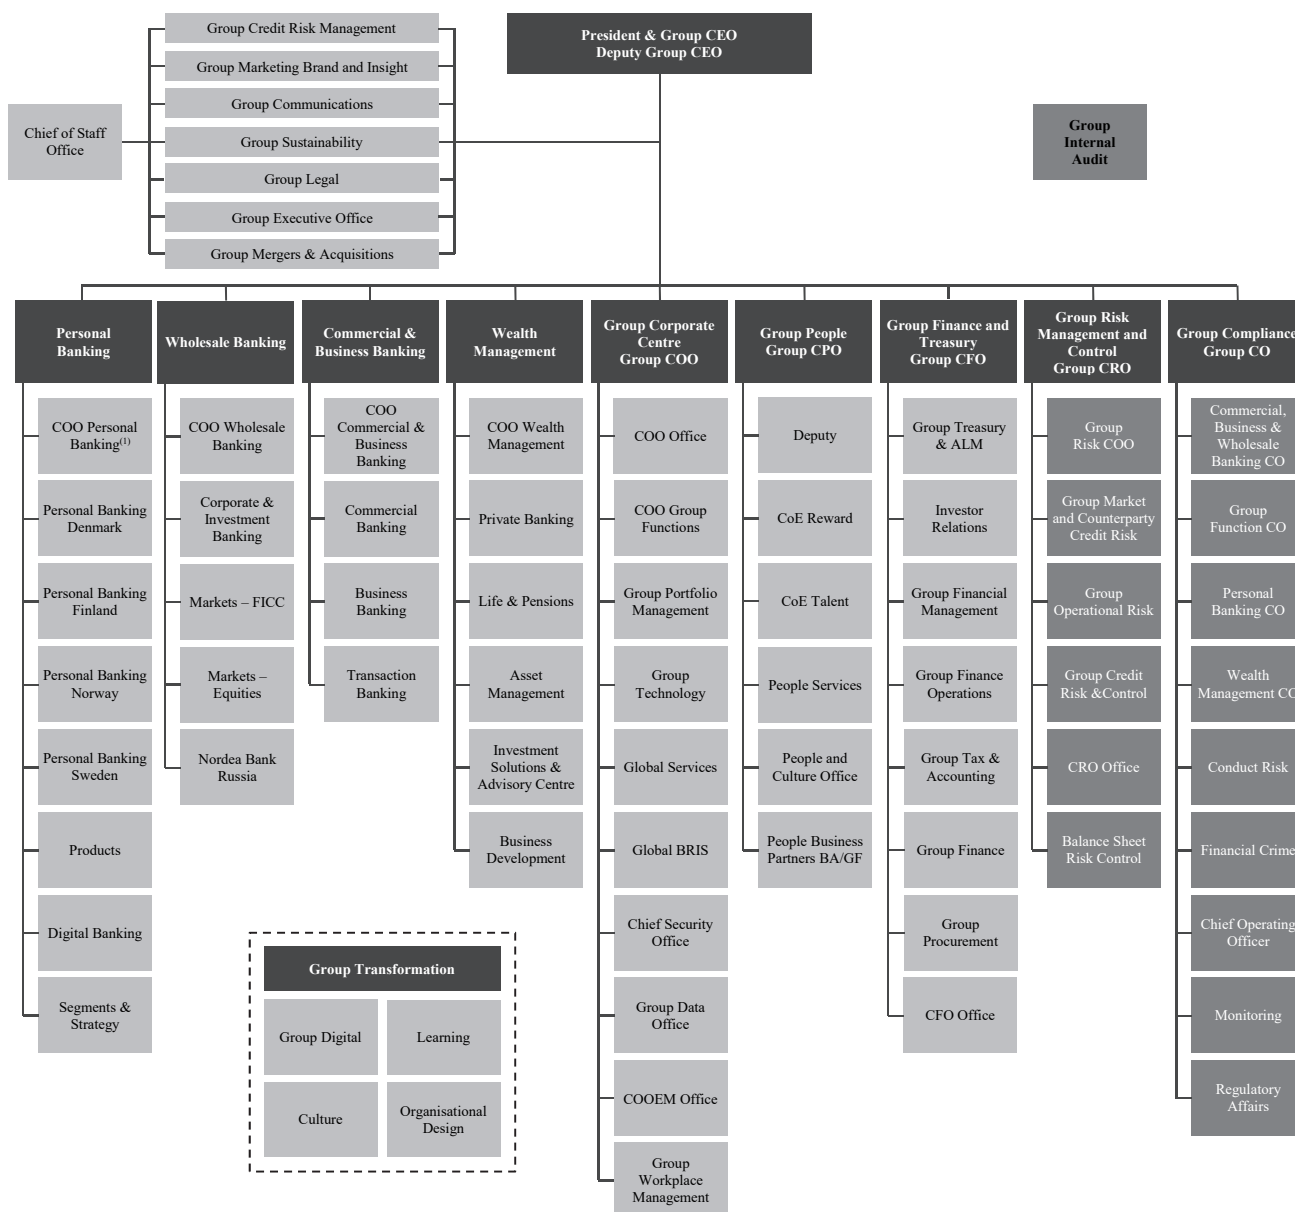 Group Credit Risk Management
Group Marketing Brand and Insight
Group Communications
Group Sustainability
Group Legal
Group Executive Office
Group Mergers & Acquisitions
Chief of Staff
Office
President & Group CEO
Deputy Group CEO
Group
Internal
Audit
Personal
Banking
COO Personal
Banking(1)
Personal Banking
Denmark
Personal Banking
Finland
Personal Banking
Norway
Personal Banking
Sweden
Products
Digital Banking
Segments &
Strategy
Wholesale Banking
COO Wholesale
Banking
Corporate &
Investment
Banking
Markets – FICC
Markets –
Equities
Nordea Bank
Russia
Commercial &
Business Banking
COO
Commercial &
Business
Banking
Commercial
Banking
Business
Banking
Transaction
Banking
Wealth
Management
COO Wealth
Management
Private Banking
Life & Pensions
Asset
Management
Investment
Solutions &
Advisory Centre
Business
Development
Group Corporate
Centre
Group COO
COO Office
COO Group
Functions
Group Portfolio
Management
Group
Technology
Global Services
Global BRIS
Chief Security
Office
Group Data
Office
COOEM Office
Group
Workplace
Management
Group People
Group CPO
Deputy
CoE Reward
CoE Talent
People Services
People and
Culture Office
People Business
Partners BA/GF
Group Finance and
Treasury
Group CFO
Group Treasury
& ALM
Investor
Relations
Group Financial
Management
Group Finance
Operations
Group Tax &
Accounting
Group Finance
Group
Procurement
CFO Office
Group Risk
Management and
Control
Group CRO
Group
Risk COO
Group Market
and Counterparty
Credit Risk
Group
Operational Risk
Group Credit
Risk &Control
CRO Office
Balance Sheet
Risk Control
Group Compliance
Group CO
Commercial,
Business &
Wholesale
Banking CO
Group
Function CO
Personal
Banking CO
Wealth
Management CO
Conduct Risk
Financial Crime
Chief Operating
Officer
Monitoring
Regulatory
Affairs
Group Transformation
Group Digital
Learning
Culture
Organisational
Design